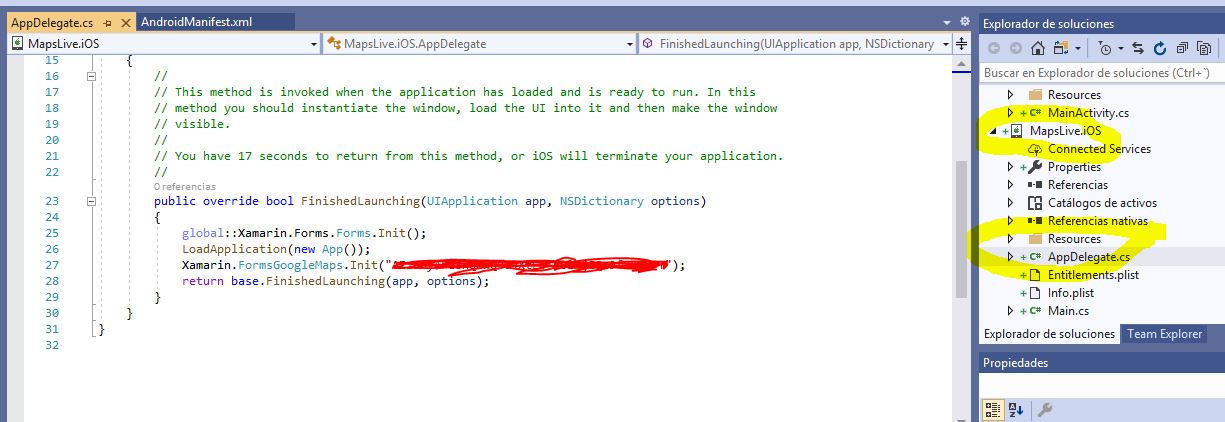 AppDelegate.cs
AndroidManifest.xml
MapsLive.iOS
MapsLive.iOS.AppDelegate
FinishedLaunching(UIApplication app, NSDictionary
15 {
16 //
17 // This method is invoked when the application has loaded and is ready to run. In this
18 // method you should instantiate the window, load the UI into it and then make the window
19 // visible.
20 //
21 // You have 17 seconds to return from this method, or iOS will terminate your application.
22 //
0 referencias
23 public override bool FinishedLaunching(UIApplication app, NSDictionary options)
24 {
25 global::Xamarin.Forms.Forms.Init();
26 LoadApplication(new App());
27 Xamarin.FormsGoogleMaps.Init("");
28 return base.FinishedLaunching(app, options);
29 }
30 }
31 }
32
Explorador de soluciones
Buscar en Explorador de soluciones (Ctrl+`)
Resources
C# MainActivity.cs
MapsLive.iOS
Connected Services
Properties
Referencias
Catálogos de activos
Referencias nativas
Resources
C# AppDelegate.cs
Entitlements.plist
Info.plist
C# Main.cs
Explorador de soluciones
Team Explorer
Propiedades